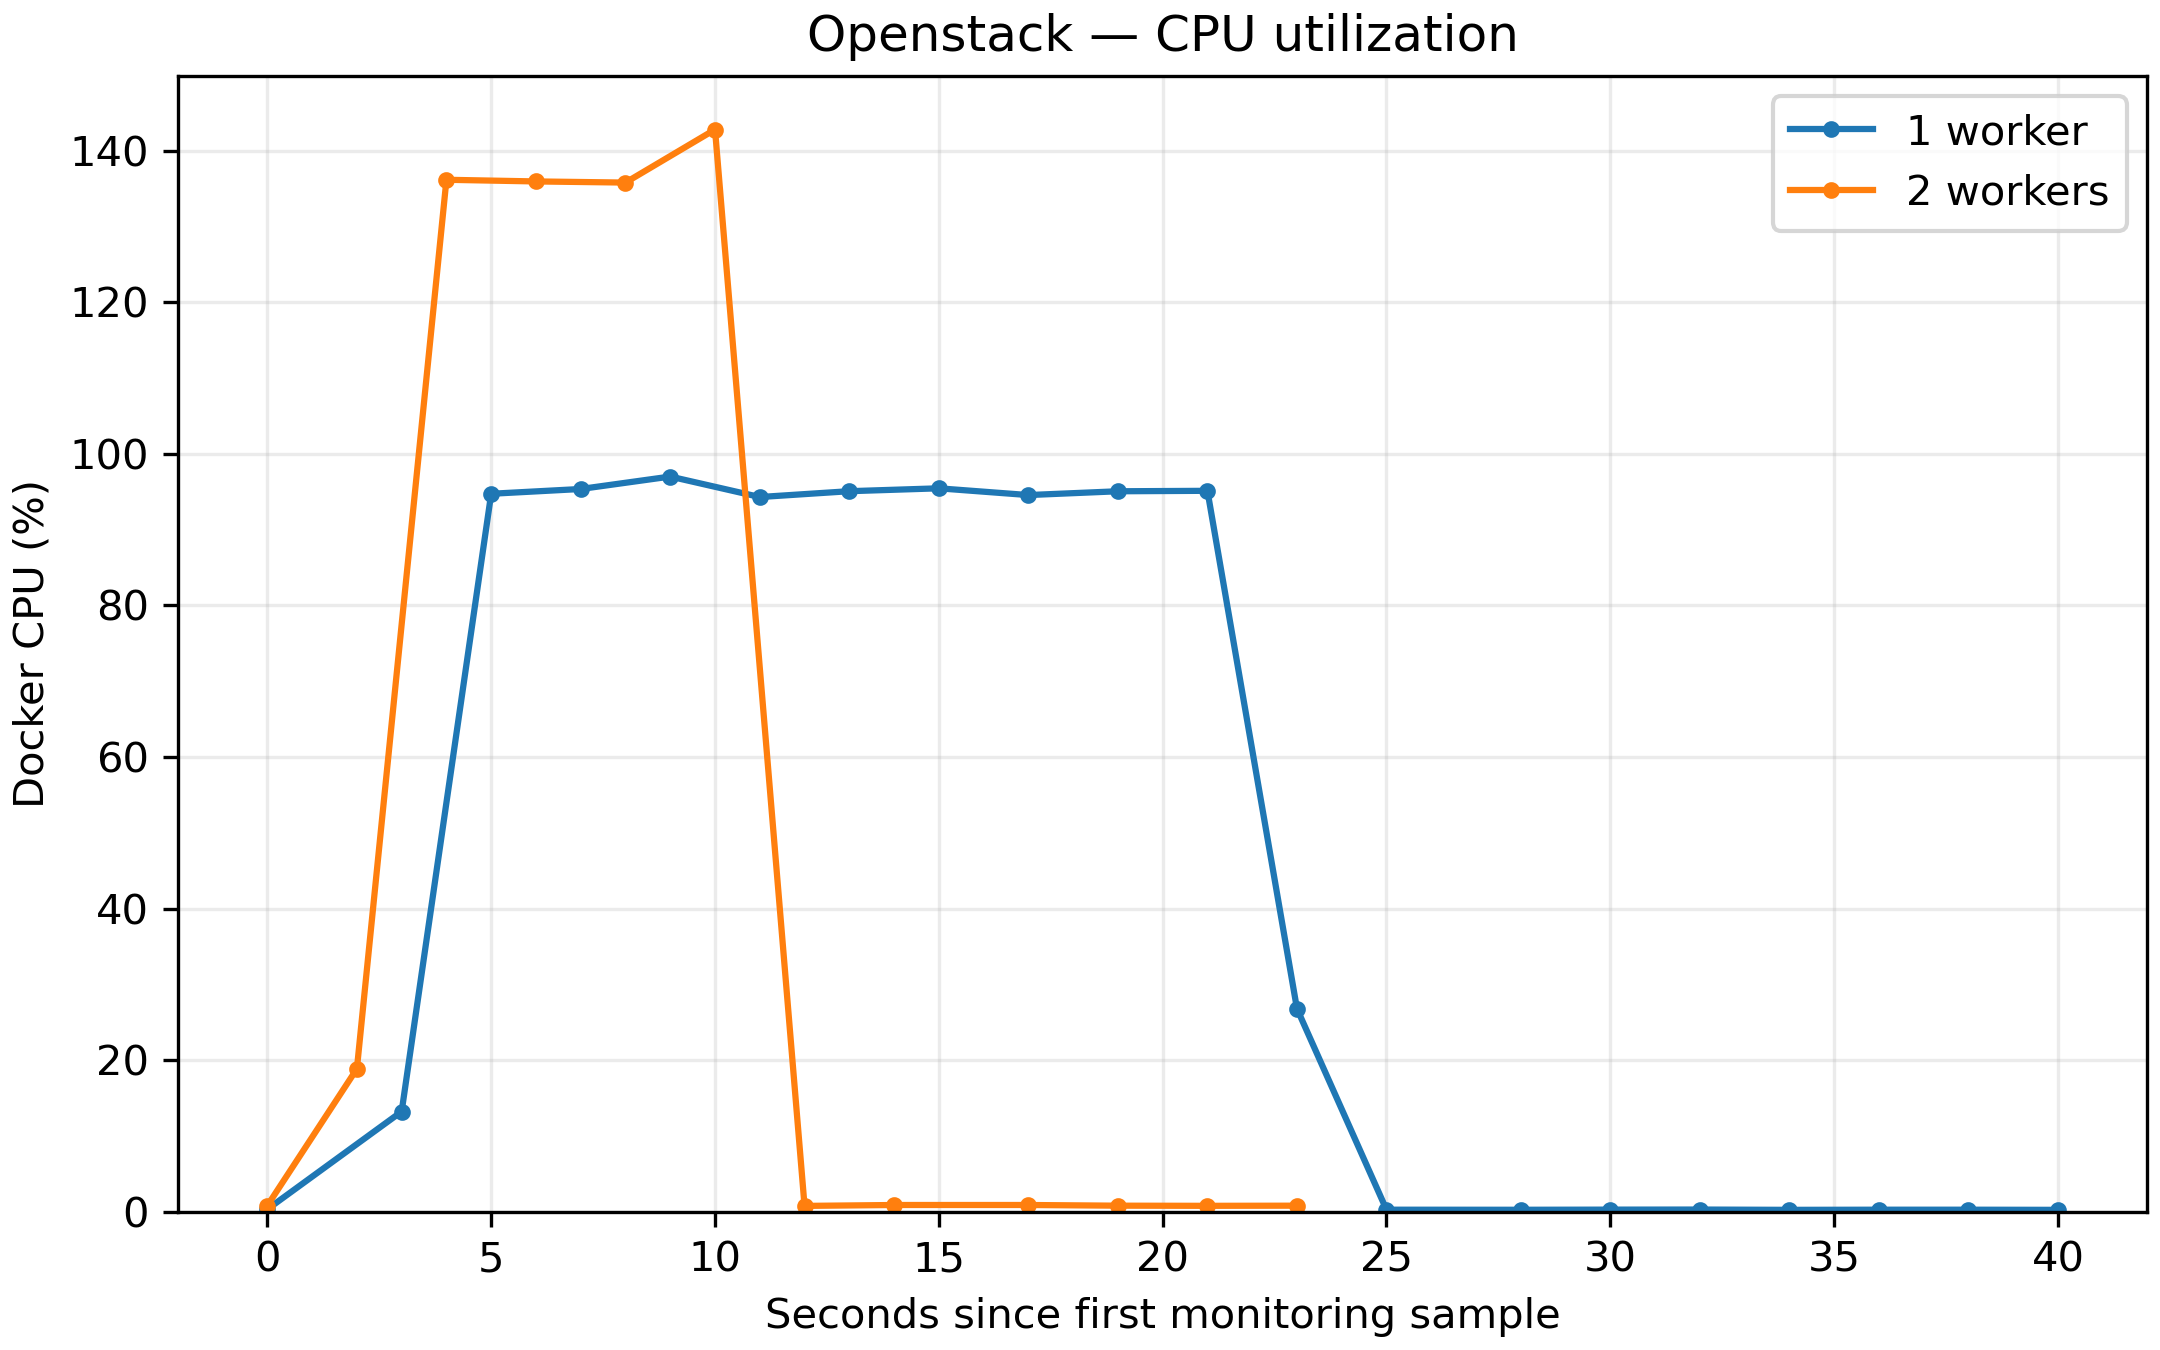 Openstack — CPU utilization
1 worker
2 workers
Docker CPU (%)
140
120
100
80
60
40
20
0
0 5 10 15 20 25 30 35 40
Seconds since first monitoring sample